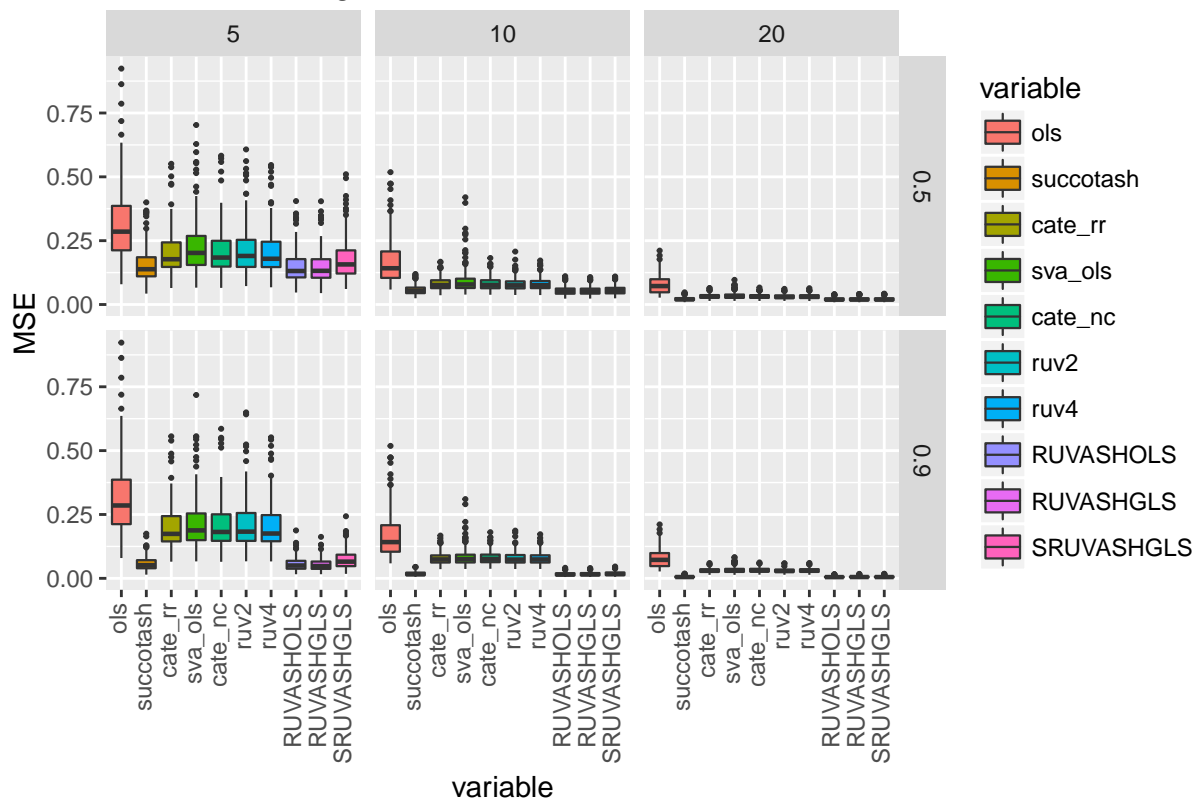 5
10
20
MSE
0.75
0.50
0.25
0.00
0.5
0.75
0.50
0.25
0.00
0.9
ols
succotash
cate_rr
sva_ols
cate_nc
ruv2
ruv4
RUVASHOLS
RUVASHGLS
SRUVASHGLS
ols
succotash
cate_rr
sva_ols
cate_nc
ruv2
ruv4
RUVASHOLS
RUVASHGLS
SRUVASHGLS
ols
succotash
cate_rr
sva_ols
cate_nc
ruv2
ruv4
RUVASHOLS
RUVASHGLS
SRUVASHGLS
variable
variable
ols
succotash
cate_rr
sva_ols
cate_nc
ruv2
ruv4
RUVASHOLS
RUVASHGLS
SRUVASHGLS